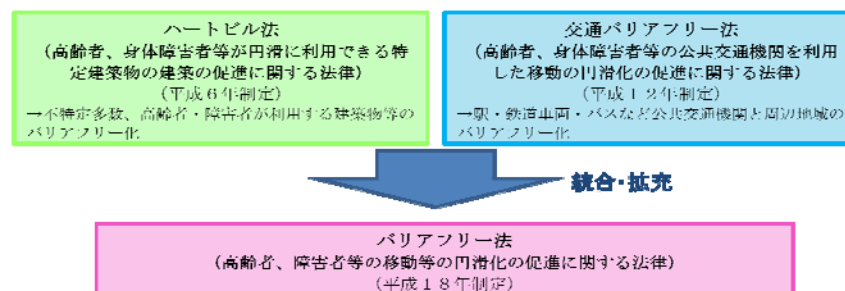 ハートビル法
(高齢者、身体障害者等が円滑に利用できる特
定建築物の建築の促進に関する法律)
(平成6年制定)
→不特定多数、高齢者・障害者が利用する建築物等の
バリアフリー化
交通バリアフリー法
(高齢者、身体障害者等の公共交通機関を利用
した移動の円滑化の促進に関する法律)
(平成12年制定)
→駅・鉄道車両・バスなど公共交通機関と周辺地域の
バリアフリー化
統合・拡充
バリアフリー法
(高齢者、障害者等の移動等の円滑化の促進に関する法律)
(平成18年制定)